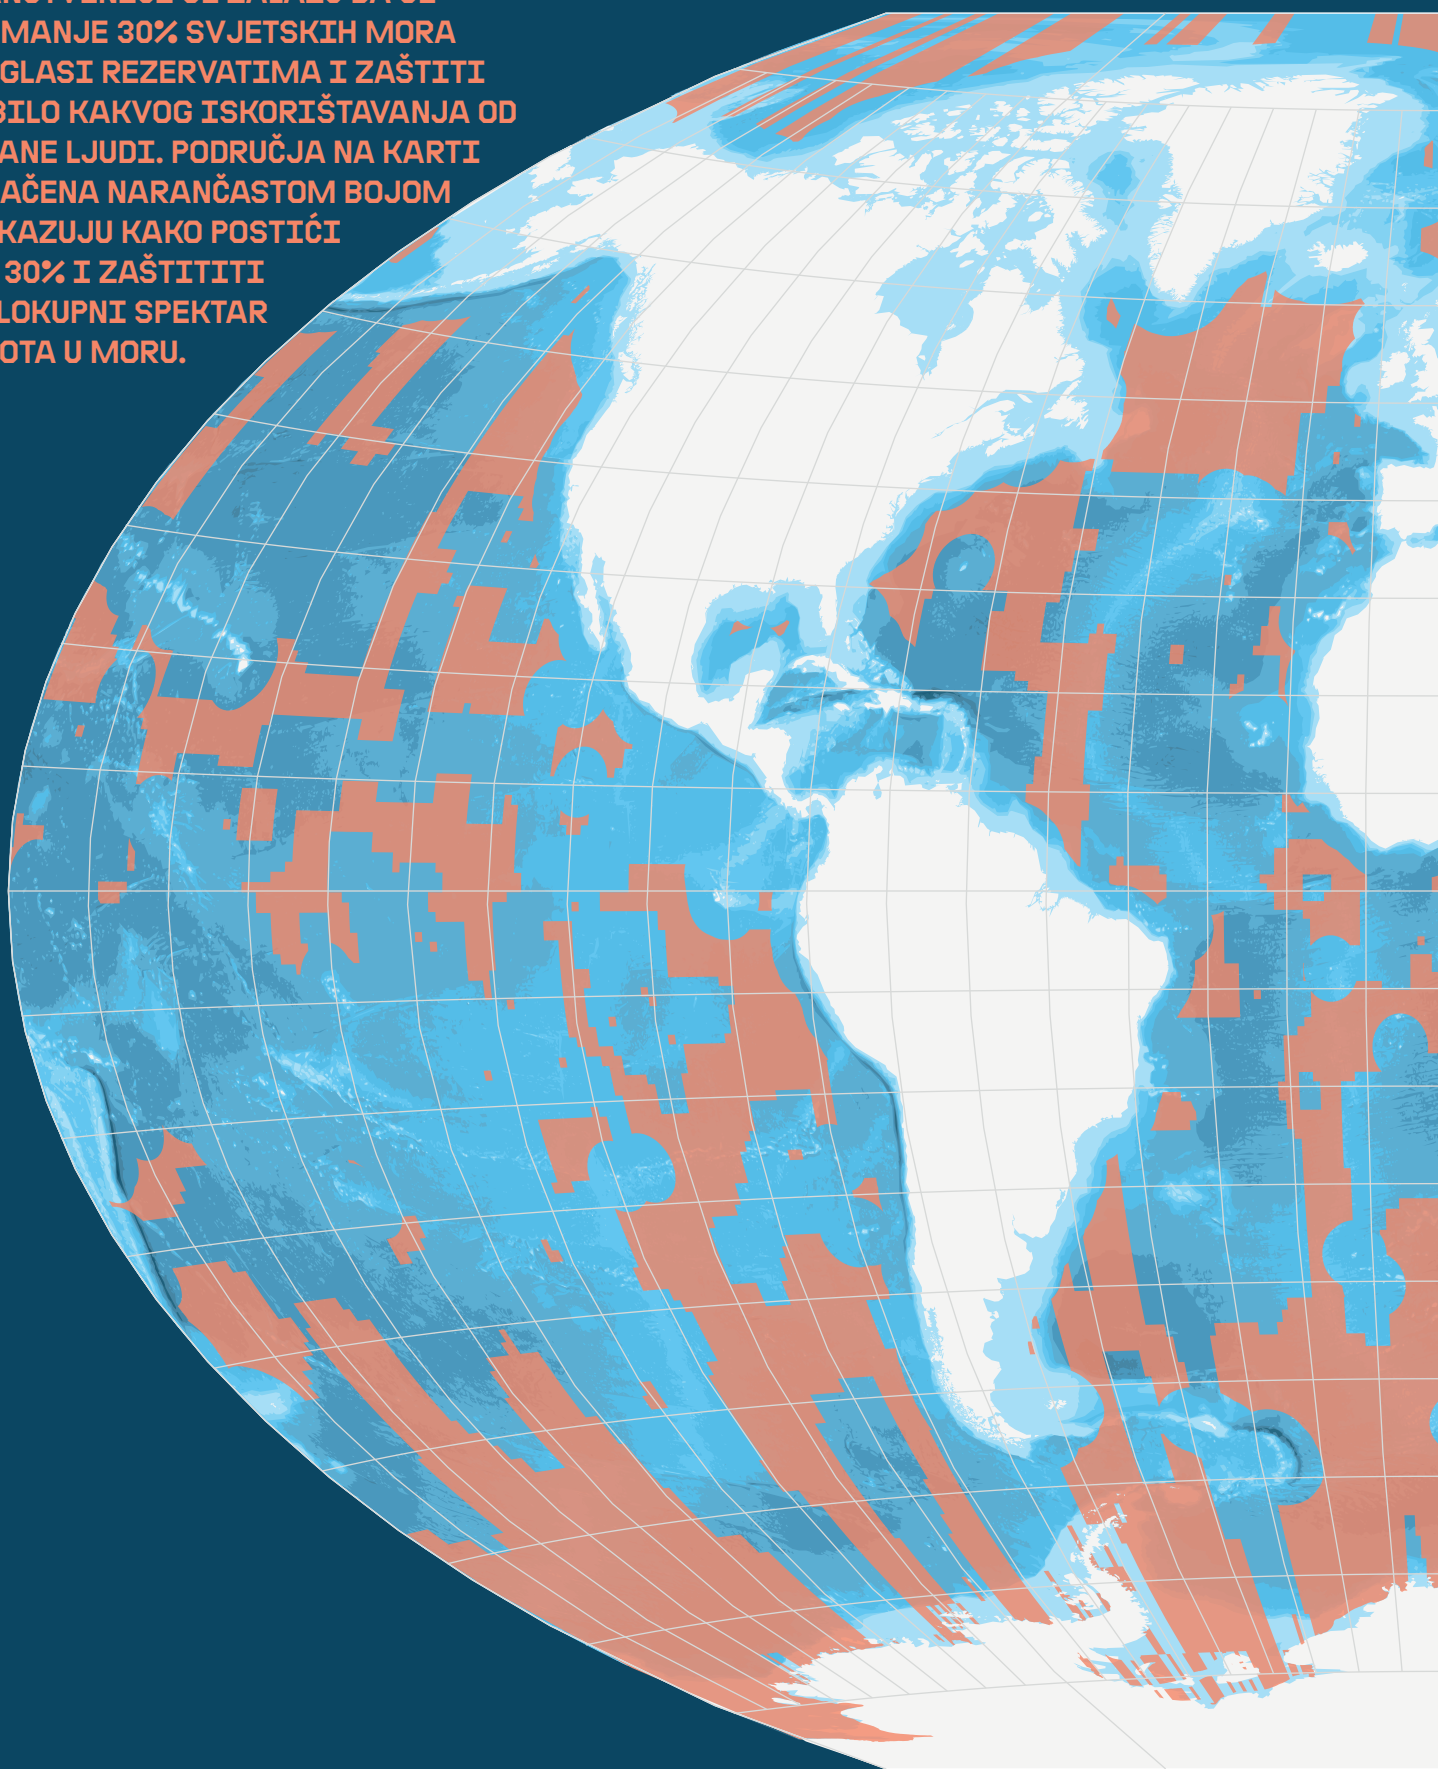 MANJE 30% SVJETSKIH MORA
GLASI REZERVATIMA I ZAŠTITI
BILO KAKVOG ISKORIŠTAVANJA OD
ANE LJUDI. PODRUČJA NA KARTI
AČENA NARANČASTOM BOJOM
KAZUJU KAKO POSTIĆI
30% I ZAŠTITITI
LOKUPNI SPEKTAR
OTA U MORU.